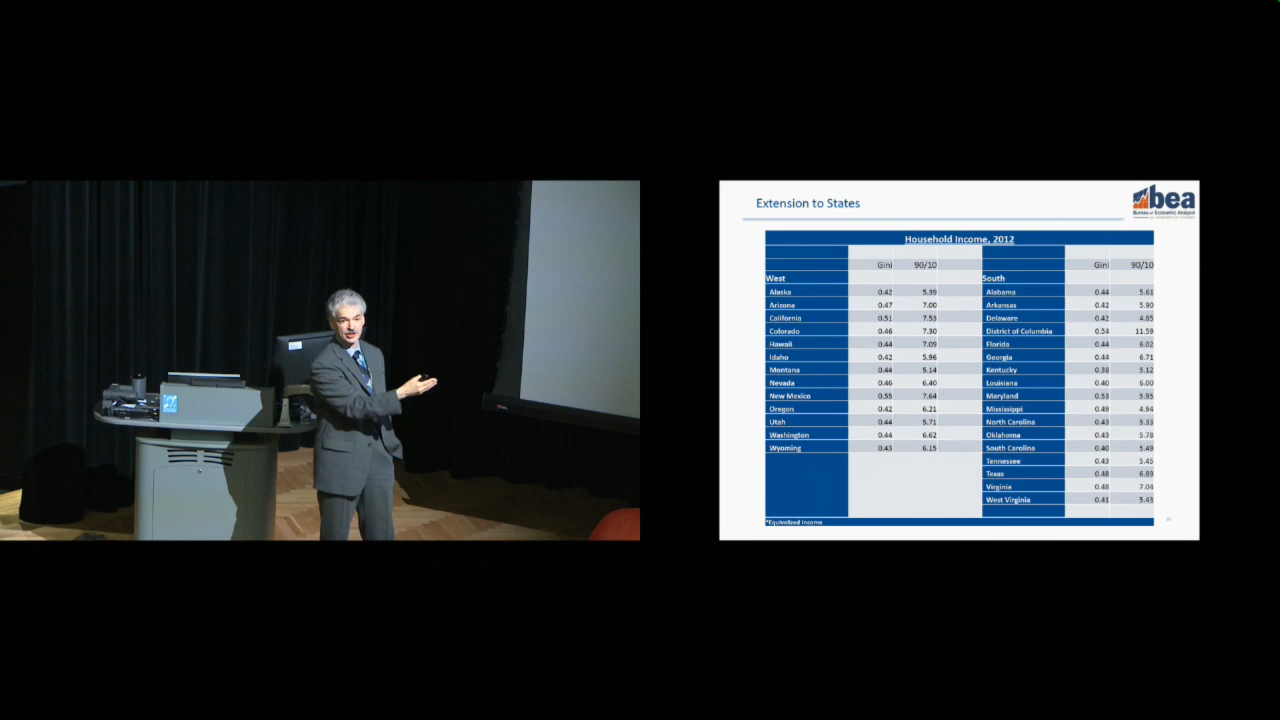 Extension to States
bea
Bureau of Economic Analysis
Household Income, 2012
Gini 90/10 Gini 90/10
West South
Alaska 0.42 5.39 Alabama 0.44 5.61
Arizona 0.47 7.00 Arkansas 0.42 5.90
California 0.51 7.53 Delaware 0.42 4.85
Colorado 0.46 7.30 District of Columbia 0.54 11.59
Hawaii 0.44 7.09 Florida 0.44 6.02
Idaho 0.42 5.96 Georgia 0.44 6.71
Montana 0.44 5.14 Kentucky 0.38 5.12
Nevada 0.46 6.40 Louisiana 0.40 6.00
New Mexico 0.55 7.64 Maryland 0.53 5.95
Oregon 0.42 6.21 Mississippi 0.49 4.94
Utah 0.44 5.71 North Carolina 0.43 5.33
Washington 0.44 6.62 Oklahoma 0.43 5.78
Wyoming 0.43 6.15 South Carolina 0.40 5.49
Tennessee 0.43 5.45
Texas 0.48 6.89
Virginia 0.48 7.04
West Virginia 0.41 5.43
*Equivalized Income